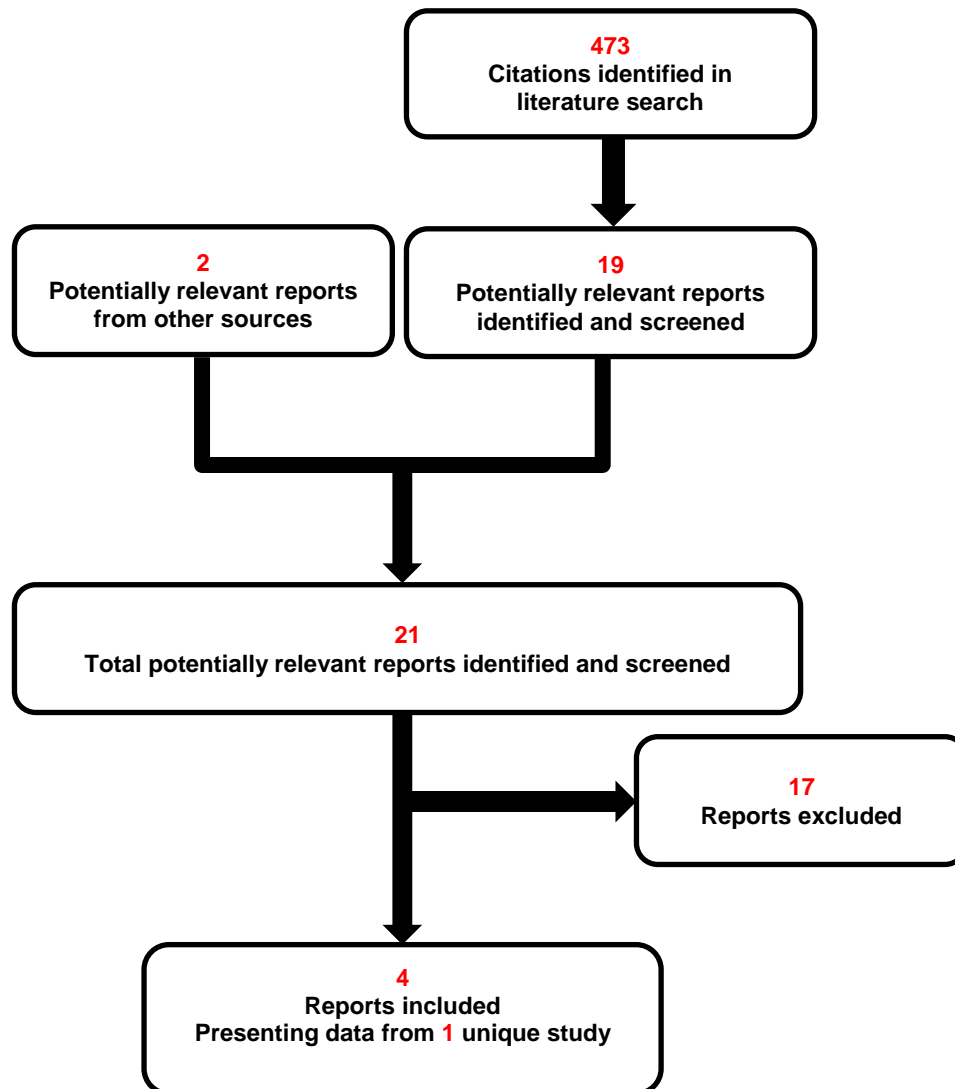 473
Citations identified in
literature search
2
Potentially relevant reports
from other sources
19
Potentially relevant reports
identified and screened
21
Total potentially relevant reports identified and screened
17
Reports excluded
4
Reports included
Presenting data from 1 unique study